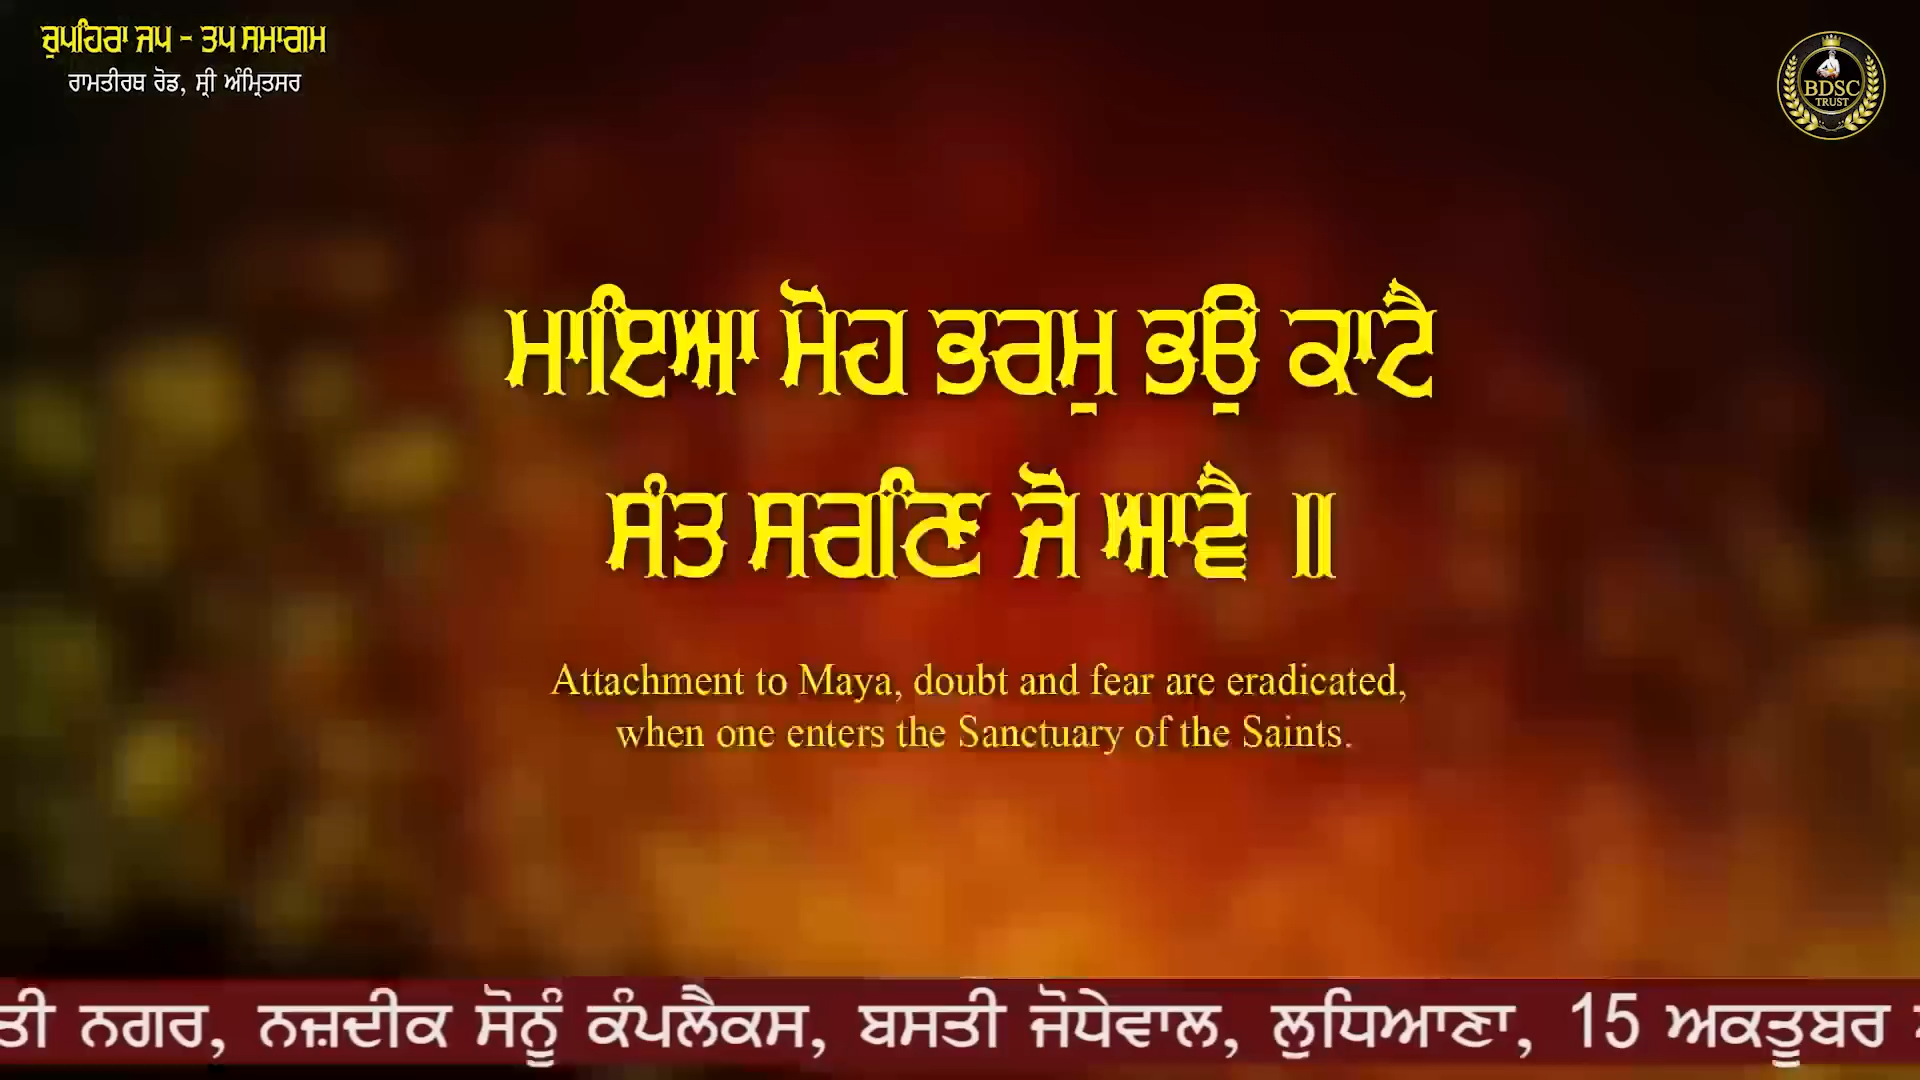 ਚੁਪਹਿਰਾ ਜਪ - ਤਪ ਸਮਾਗਮ
ਰਾਮਤੀਰਥ ਰੋਡ, ਸ੍ਰੀ ਅੰਮ੍ਰਿਤਸਰ
BDSC
TRUST
ਮਾਇਆ ਮੋਹ ਭਰਮੁ ਭਉ ਕਾਟੈ
ਸੰਤ ਸਰਣਿ ਜੋ ਆਵੈ ॥
Attachment to Maya, doubt and fear are eradicated,
when one enters the Sanctuary of the Saints.
ਨਗਰ, ਨਜ਼ਦੀਕ ਸੋਨੂੰ ਕੰਪਲੈਕਸ, ਬਸਤੀ ਜੋਧੇਵਾਲ, ਲੁਧਿਆਣਾ, 15 ਅਕਤੂਬਰ